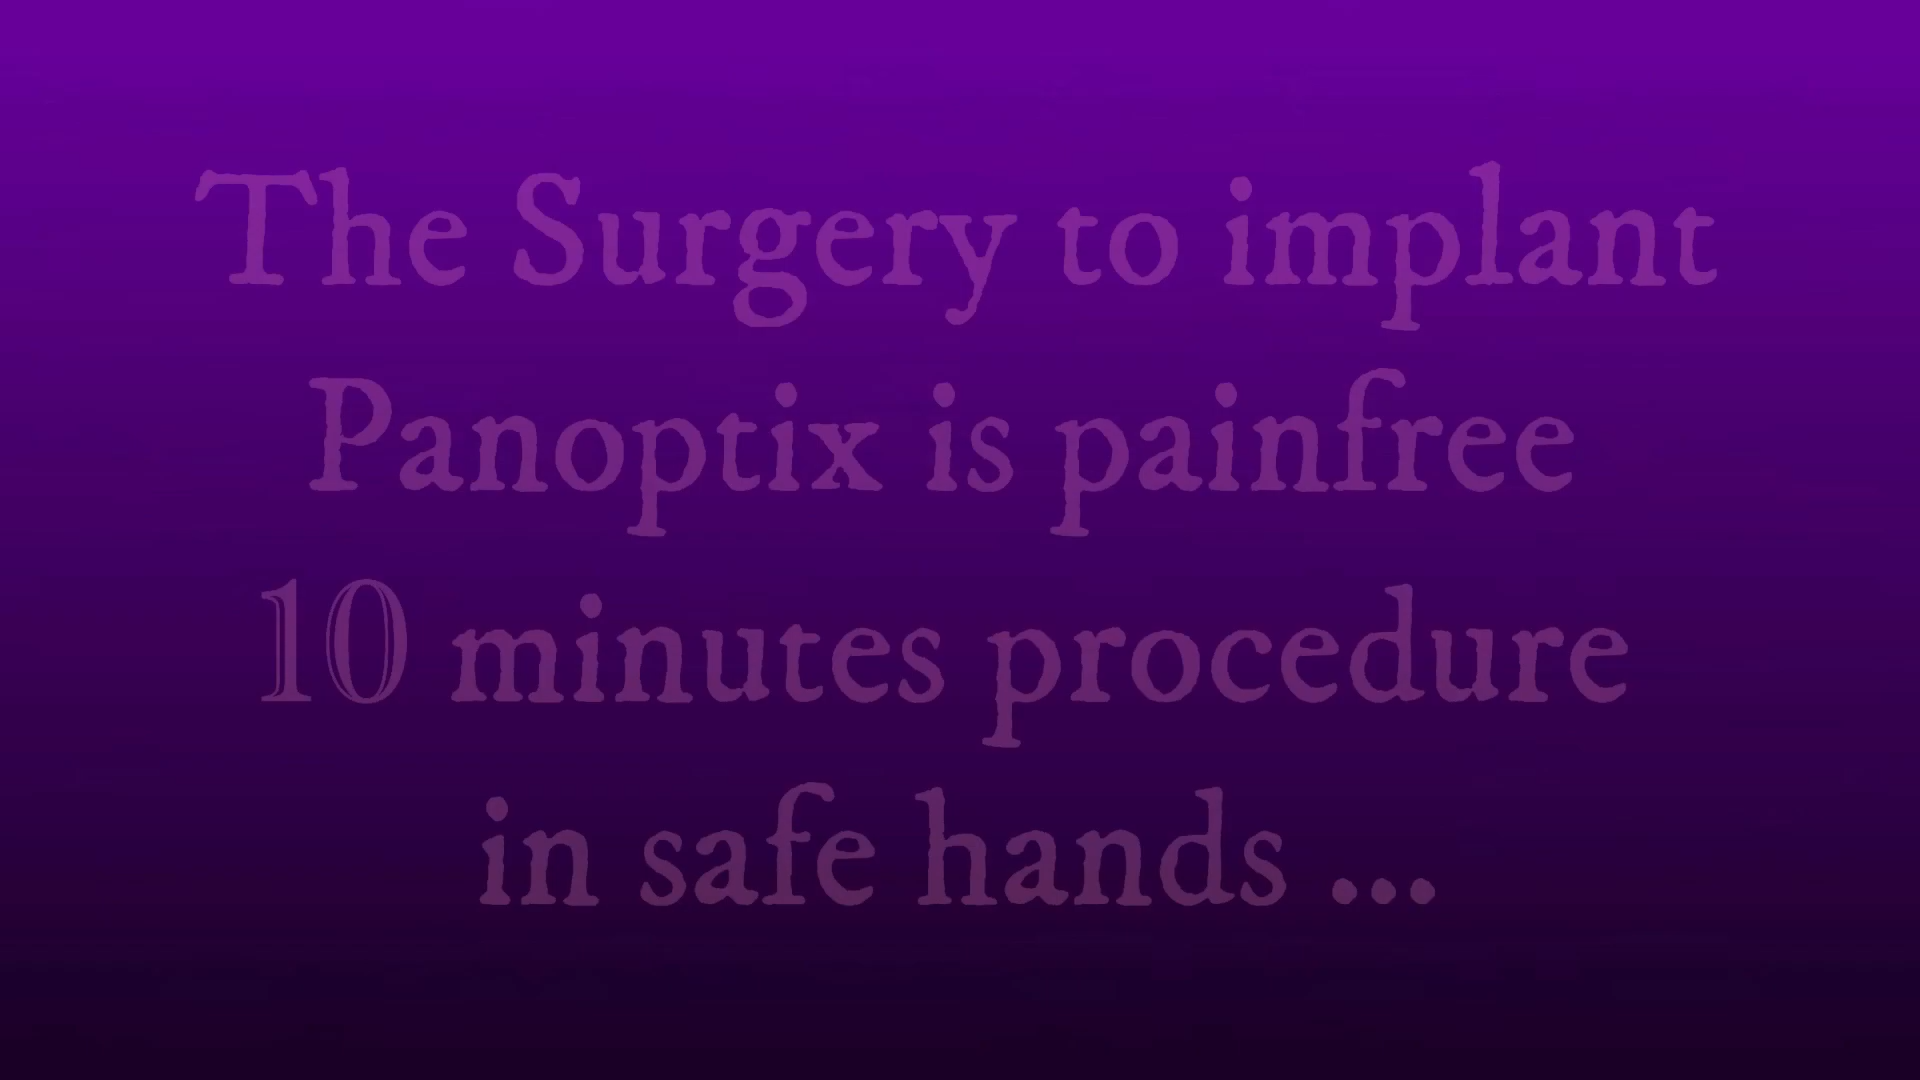 The Surgery to implant
Panoptix is painfree
10 minutes procedure
in safe hands ...